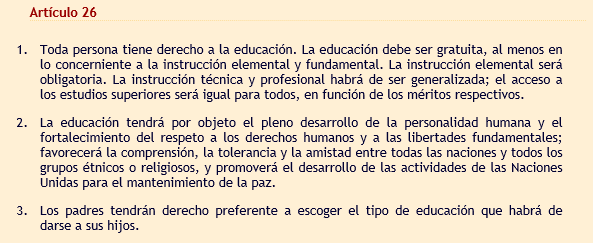 Artículo 26
1. Toda persona tiene derecho a la educación. La educación debe ser gratuita, al menos en
lo concerniente a la instrucción elemental y fundamental. La instrucción elemental será
obligatoria. La instrucción técnica y profesional habrá de ser generalizada; el acceso a
los estudios superiores será igual para todos, en función de los méritos respectivos.
2. La educación tendrá por objeto el pleno desarrollo de la personalidad humana y el
fortalecimiento del respeto a los derechos humanos y a las libertades fundamentales;
favorecerá la comprensión, la tolerancia y la amistad entre todas las naciones y todos los
grupos étnicos o religiosos, y promoverá el desarrollo de las actividades de las Naciones
Unidas para el mantenimiento de la paz.
3. Los padres tendrán derecho preferente a escoger el tipo de educación que habrá de
darse a sus hijos.